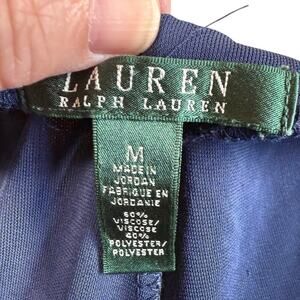 LAUREN
RALPH LAUREN
M
MADE IN
JORDAN
FABRIQUE EN
JORDANIE
60%
VISCOSE/
VISCOSE
40%
POLYESTER/
POLYESTER